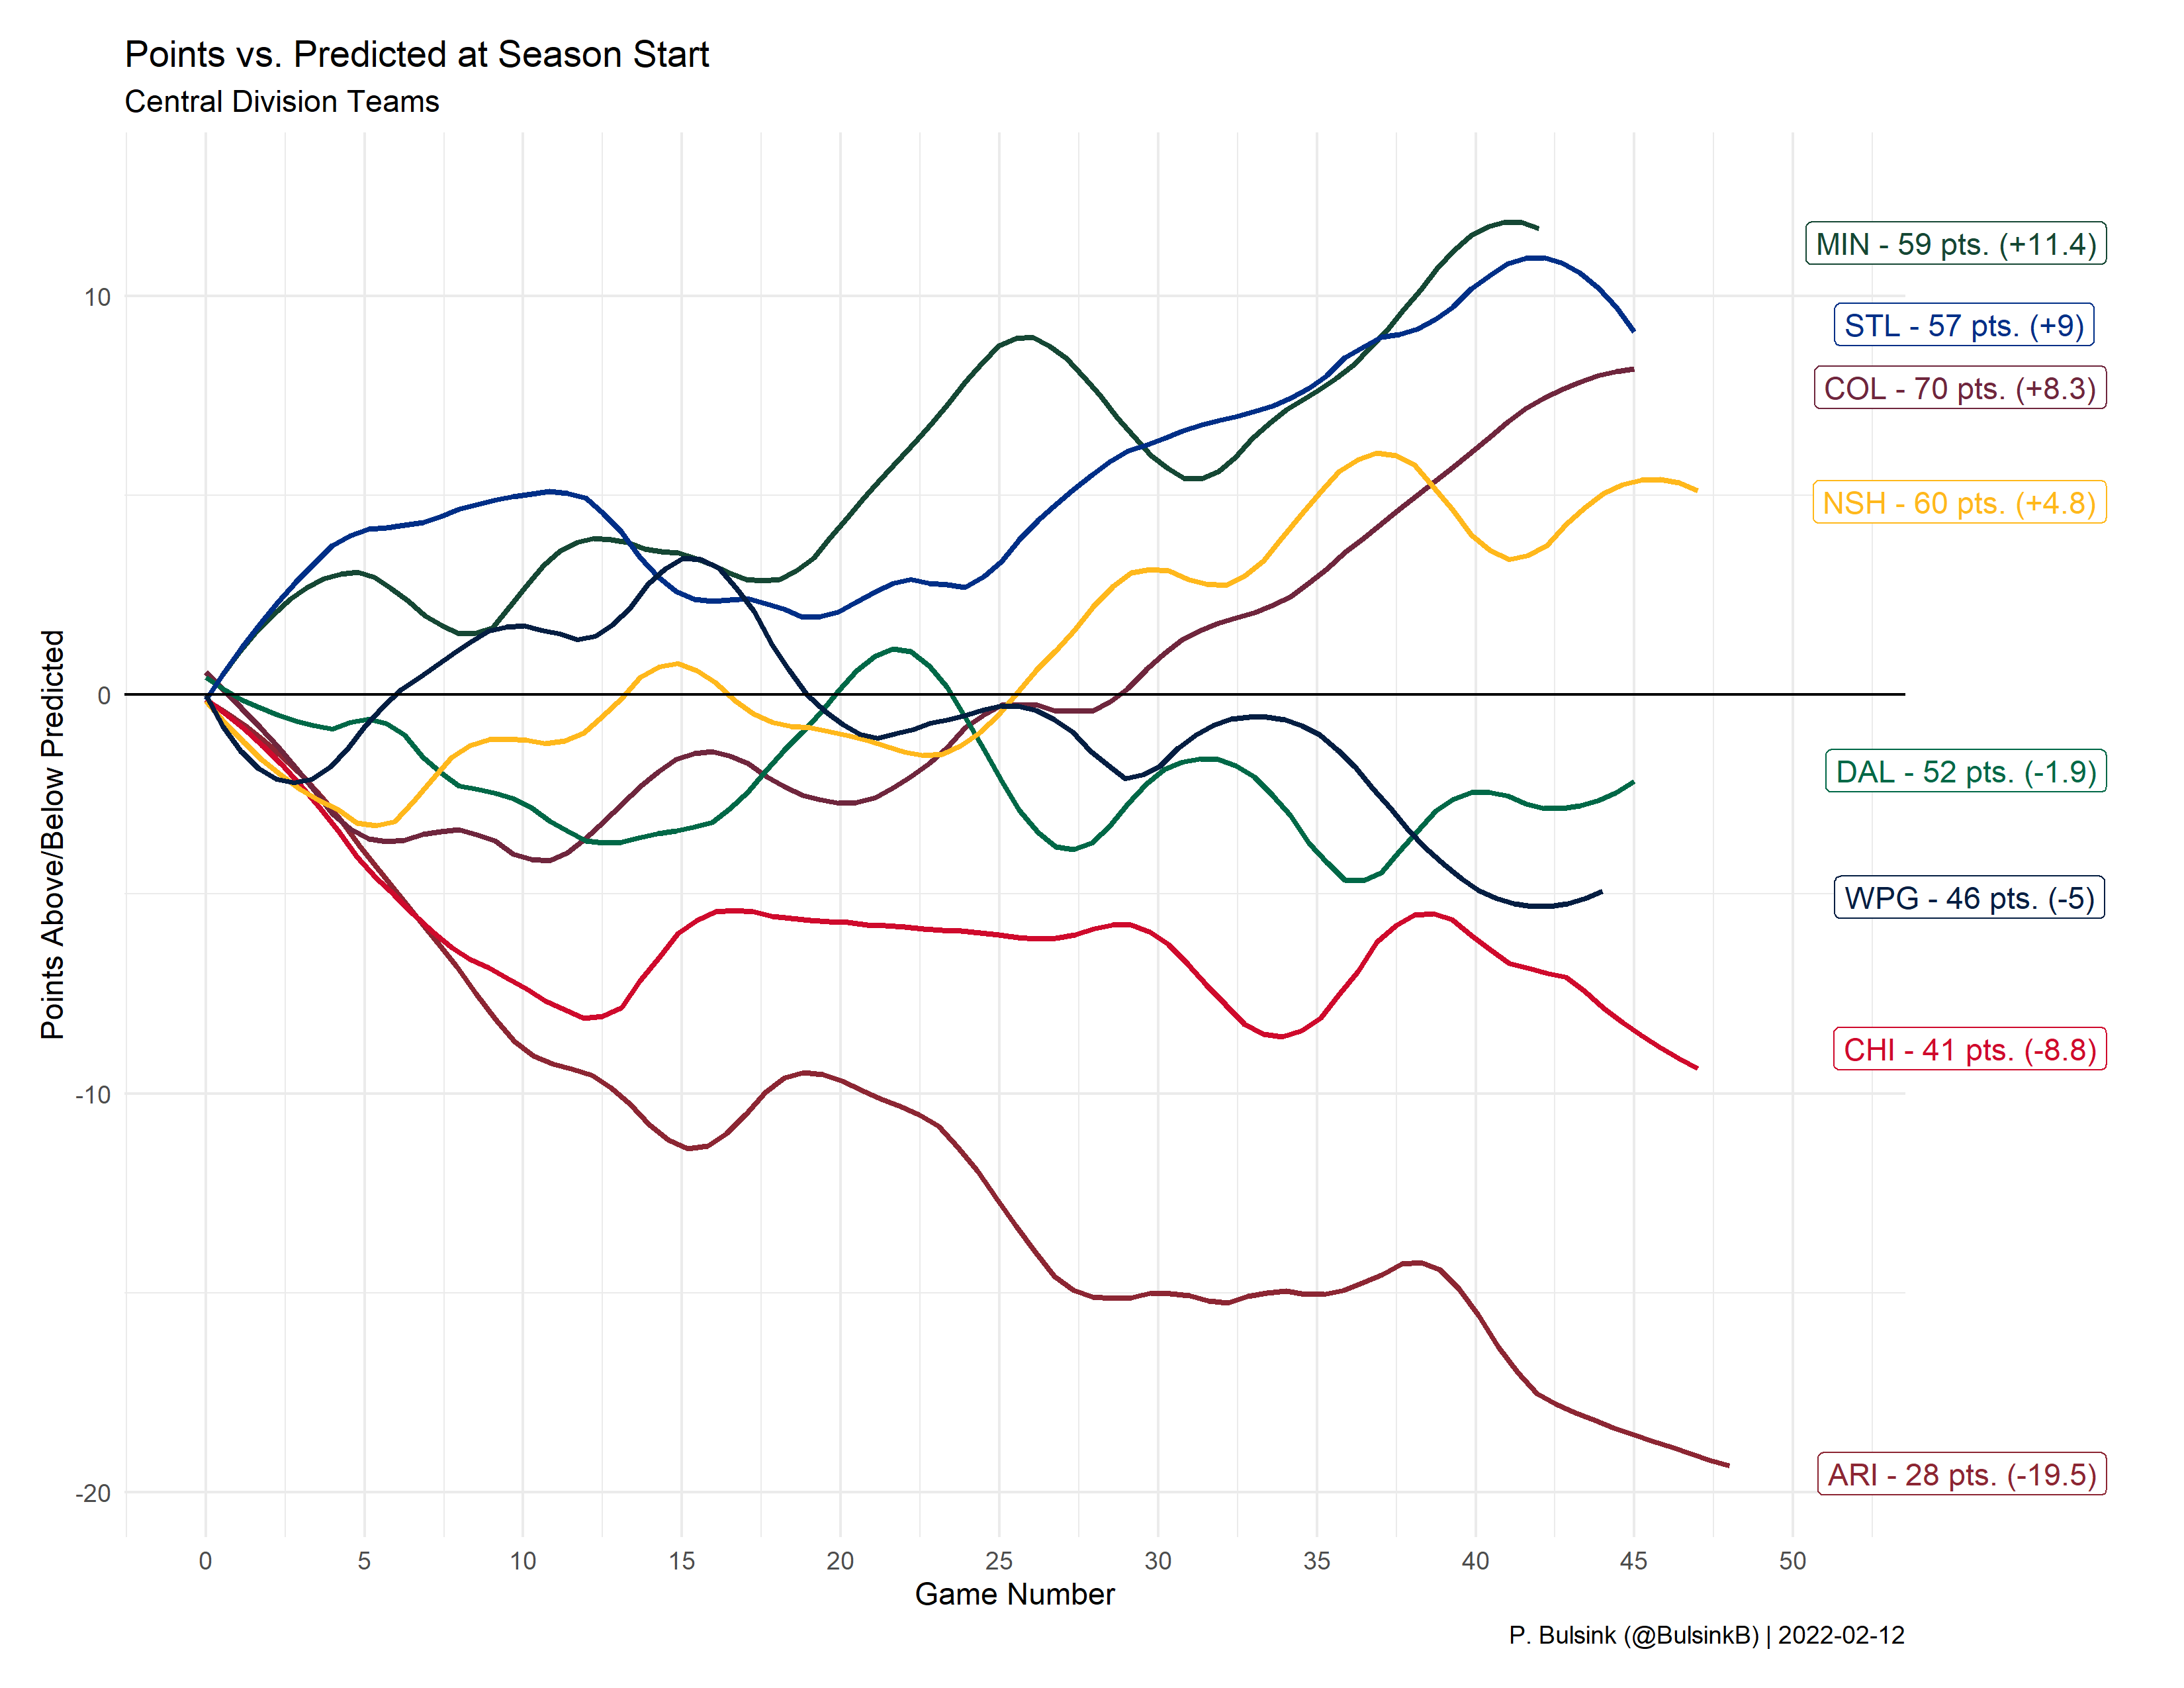 Points vs. Predicted at Season Start
Central Division Teams
Points Above/Below Predicted
10
0
-10
-20
MIN - 59 pts. (+11.4)
STL - 57 pts. (+9)
COL - 70 pts. (+8.3)
NSH - 60 pts. (+4.8)
DAL - 52 pts. (-1.9)
WPG - 46 pts. (-5)
CHI - 41 pts. (-8.8)
ARI - 28 pts. (-19.5)
0 5 10 15 20 25 30 35 40 45 50
Game Number
P. Bulsink (@BulsinkB) | 2022-02-12